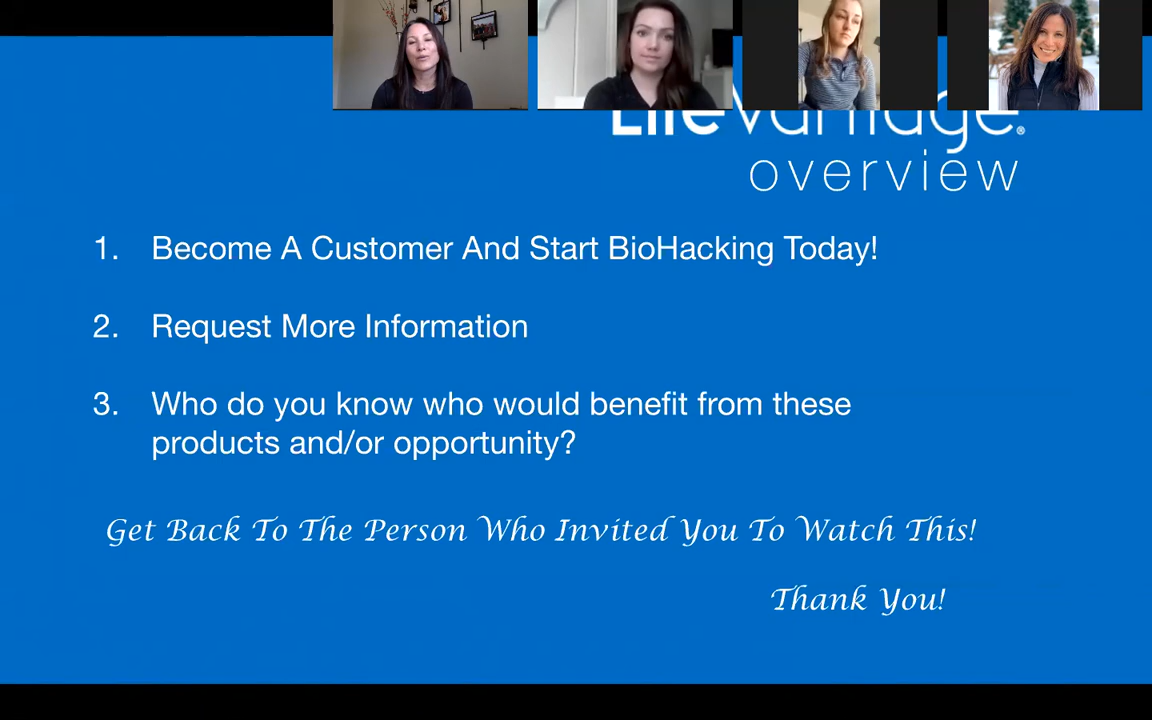 LifeVantage®
overview
1. Become A Customer And Start BioHacking Today!
2. Request More Information
3. Who do you know who would benefit from these
products and/or opportunity?
Get Back To The Person Who Invited You To Watch This!
Thank You!